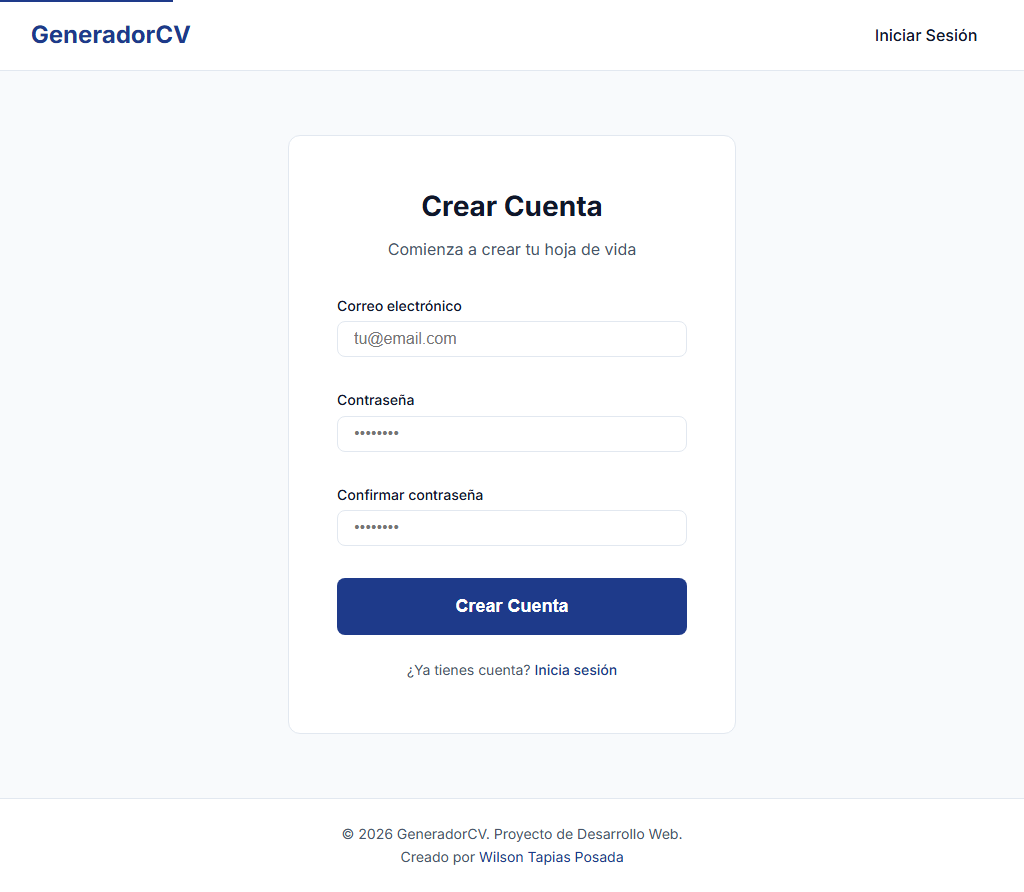 GeneradorCV
Iniciar Sesión
Crear Cuenta
Comienza a crear tu hoja de vida
Correo electrónico
tu@email.com
Contraseña
••••••••
Confirmar contraseña
••••••••
Crear Cuenta
¿Ya tienes cuenta? Inicia sesión
© 2026 GeneradorCV. Proyecto de Desarrollo Web.
Creado por Wilson Tapias Posada